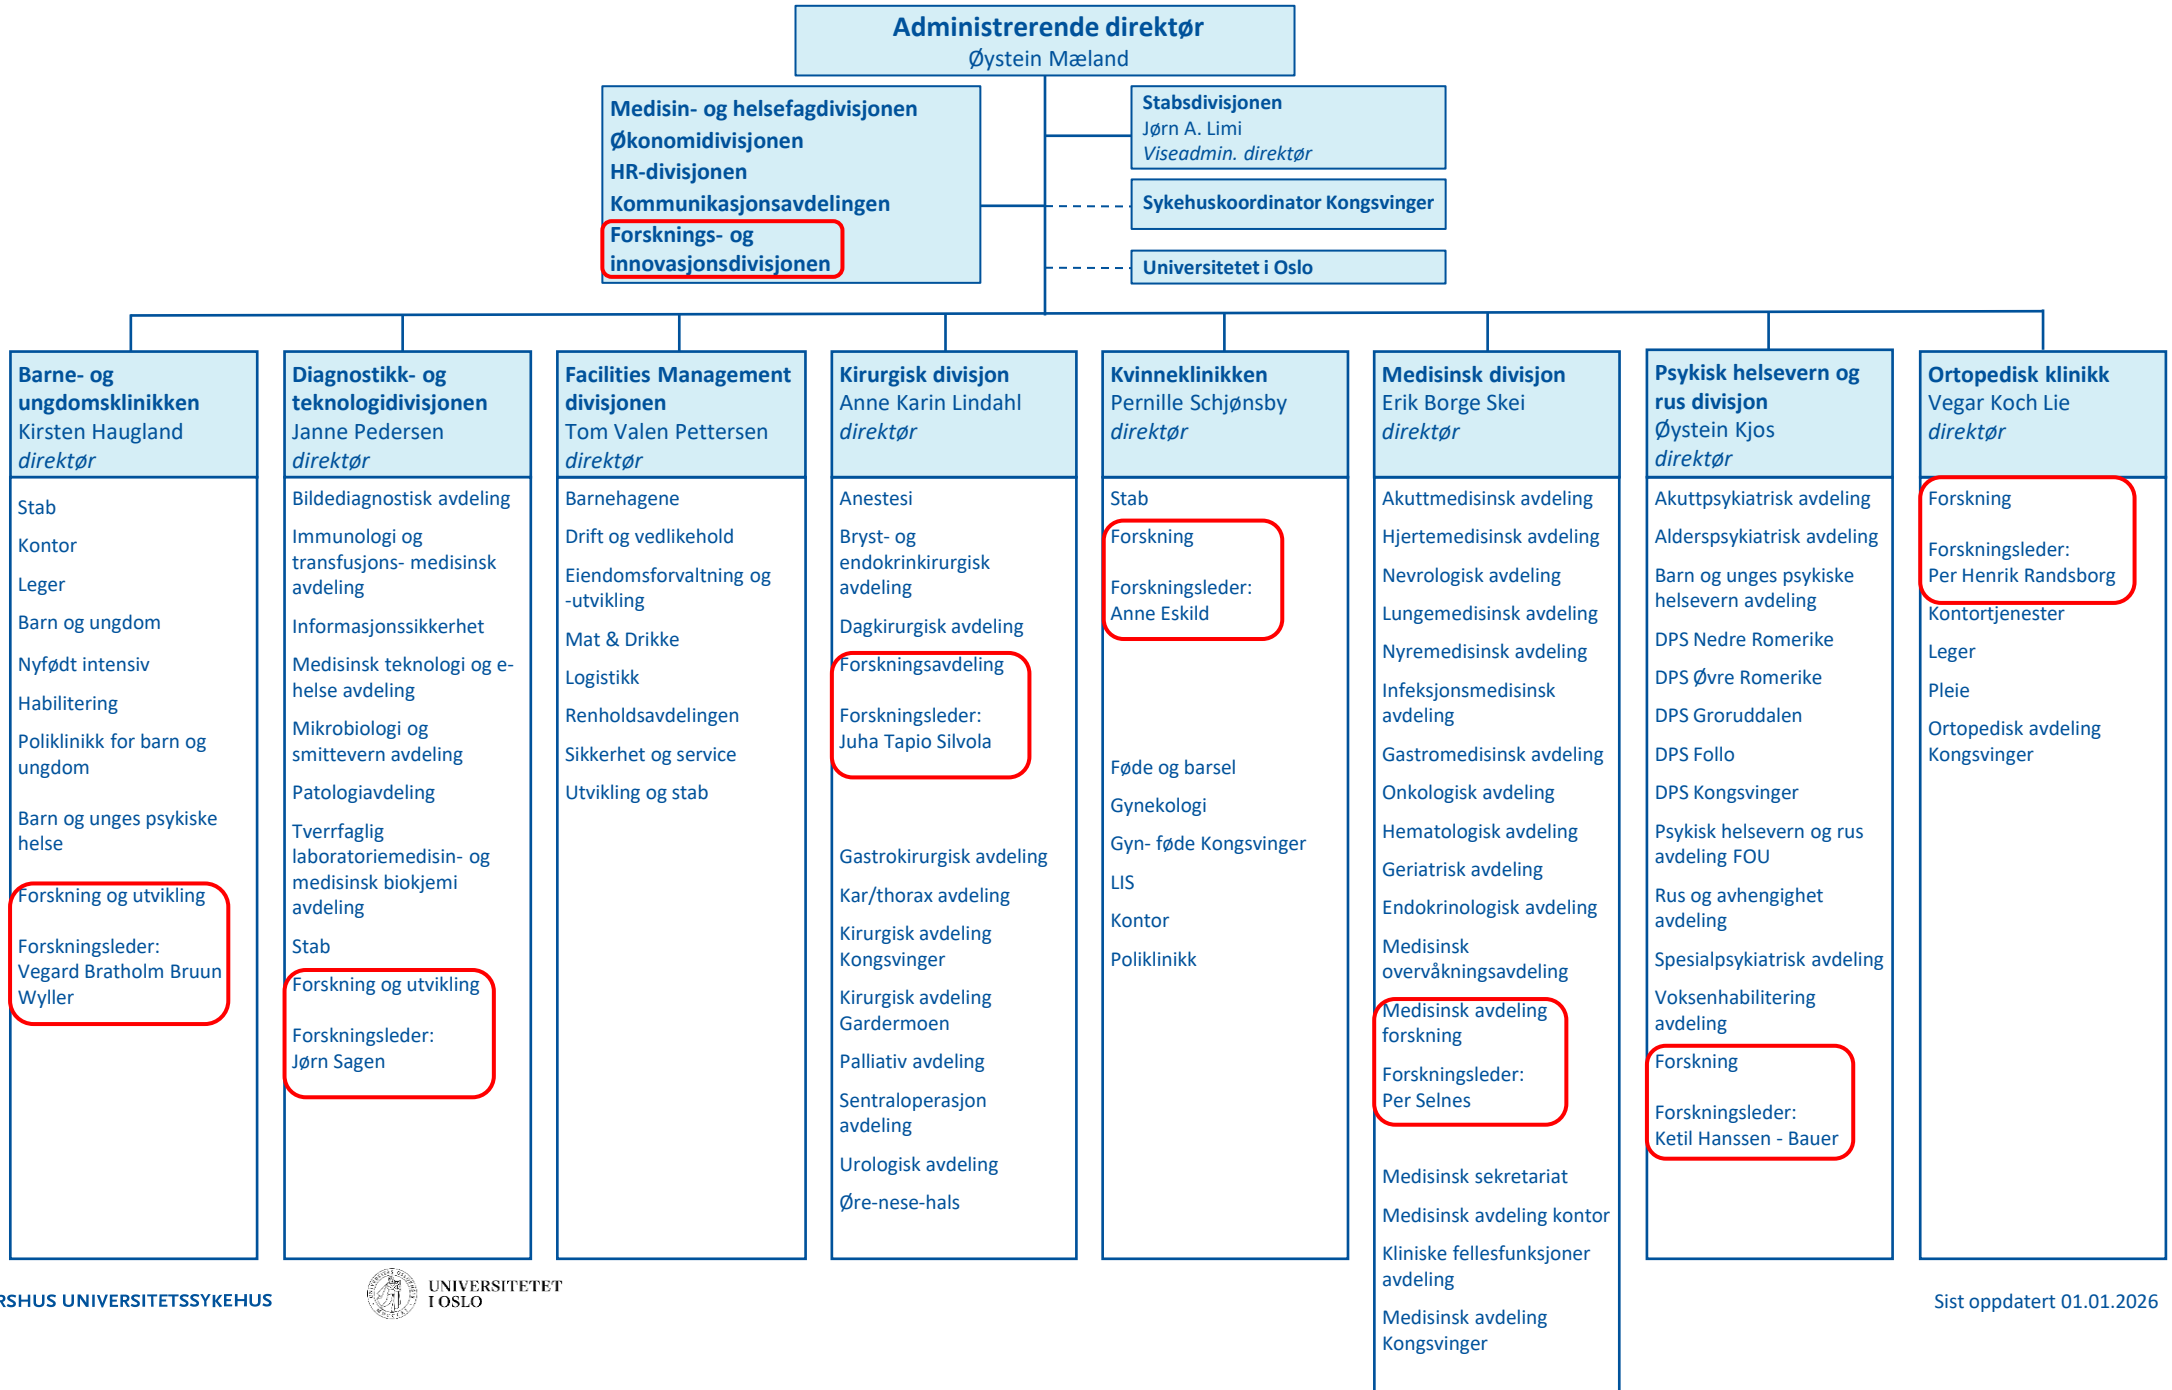 Administrerende direktør
Øystein Mæland
Medisin- og helsefagdivisjonen
Økonomidivisjonen
HR-divisjonen
Kommunikasjonsavdelingen
Forsknings- og
innovasjonsdivisjonen
Stabsdivisjonen
Jørn A. Limi
Viseadmin. direktør
Sykehuskoordinator Kongsvinger
Universitetet i Oslo
Barne- og
ungdomsklinikken
Kirsten Haugland
direktør
Stab
Kontor
Leger
Barn og ungdom
Nyfødt intensiv
Habilitering
Poliklinikk for barn og
ungdom
Barn og unges psykiske
helse
Forskning og utvikling
Forskningsleder:
Vegard Bratholm Bruun
Wyller
Diagnostikk- og
teknologidivisjonen
Janne Pedersen
direktør
Bildediagnostisk avdeling
Immunologi og
transfusjons- medisinsk
avdeling
Informasjonssikkerhet
Medisinsk teknologi og e-
helse avdeling
Mikrobiologi og
smittevern avdeling
Patologiavdeling
Tverrfaglig
laboratoriemedisin- og
medisinsk biokjemi
avdeling
Stab
Forskning og utvikling
Forskningsleder:
Jørn Sagen
Facilities Management
divisjonen
Tom Valen Pettersen
direktør
Barnehagene
Drift og vedlikehold
Eiendomsforvaltning og
-utvikling
Mat & Drikke
Logistikk
Renholdsavdelingen
Sikkerhet og service
Utvikling og stab
Kirurgisk divisjon
Anne Karin Lindahl
direktør
Anestesi
Bryst- og
endokrinkirurgisk
avdeling
Dagkirurgisk avdeling
Forskningsavdeling
Forskningsleder:
Juha Tapio Silvola
Gastrokirurgisk avdeling
Kar/thorax avdeling
Kirurgisk avdeling
Kongsvinger
Kirurgisk avdeling
Gardermoen
Palliativ avdeling
Sentraloperasjon
avdeling
Urologisk avdeling
Øre-nese-hals
Kvinneklinikken
Pernille Schjønsby
direktør
Stab
Forskning
Forskningsleder:
Anne Eskild
Føde og barsel
Gynekologi
Gyn- føde Kongsvinger
LIS
Kontor
Poliklinikk
Medisinsk divisjon
Erik Borge Skei
direktør
Akuttmedisinsk avdeling
Hjertemedisinsk avdeling
Nevrologisk avdeling
Lungemedisinsk avdeling
Nyremedisinsk avdeling
Infeksjonsmedisinsk
avdeling
Gastromedisinsk avdeling
Onkologisk avdeling
Hematologisk avdeling
Geriatrisk avdeling
Endokrinologisk avdeling
Medisinsk
overvåkningsavdeling
Medisinsk avdeling
forskning
Forskningsleder:
Per Selnes
Medisinsk sekretariat
Medisinsk avdeling kontor
Kliniske fellesfunksjoner
avdeling
Medisinsk avdeling
Kongsvinger
Psykisk helsevern og
rus divisjon
Øystein Kjos
direktør
Akuttpsykiatrisk avdeling
Alderspsykiatrisk avdeling
Barn og unges psykiske
helsevern avdeling
DPS Nedre Romerike
DPS Øvre Romerike
DPS Groruddalen
DPS Follo
DPS Kongsvinger
Psykisk helsevern og rus
avdeling FOU
Rus og avhengighet
avdeling
Spesialpsykiatrisk avdeling
Voksenhabilitering
avdeling
Forskning
Forskningsleder:
Ketil Hanssen - Bauer
Ortopedisk klinikk
Vegar Koch Lie
direktør
Forskning
Forskningsleder:
Per Henrik Randsborg
Kontortjenester
Leger
Pleie
Ortopedisk avdeling
Kongsvinger
RSHUS UNIVERSITETSSYKEHUS
UNIVERSITETET
I OSLO
Sist oppdatert 01.01.2026